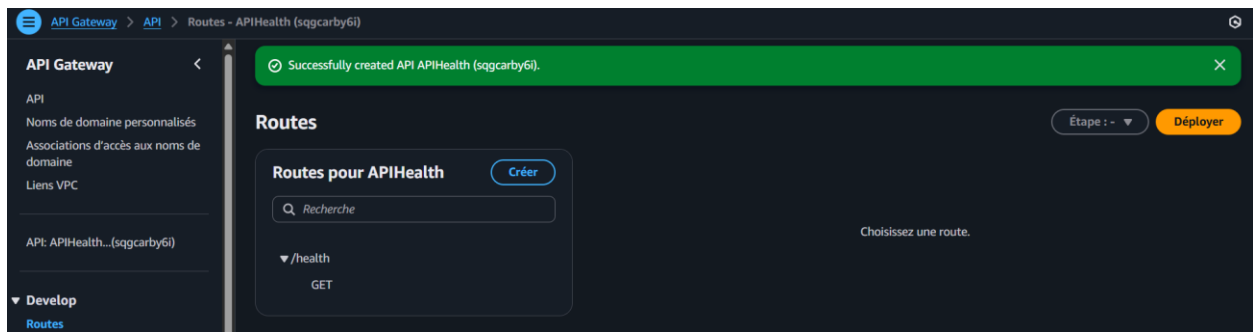 API Gateway > API > Routes - APIHealth (sqgcarby6i)
API Gateway
Successfully created API APIHealth (sqgcarby6i).
API
Noms de domaine personnalisés
Associations d'accès aux noms de
domaine
Liens VPC
API: APIHealth...(sqgcarby6i)
Develop
Routes
Routes
Étape : -
Déployer
Routes pour APIHealth
Créer
Recherche
/health
GET
Choisissez une route.